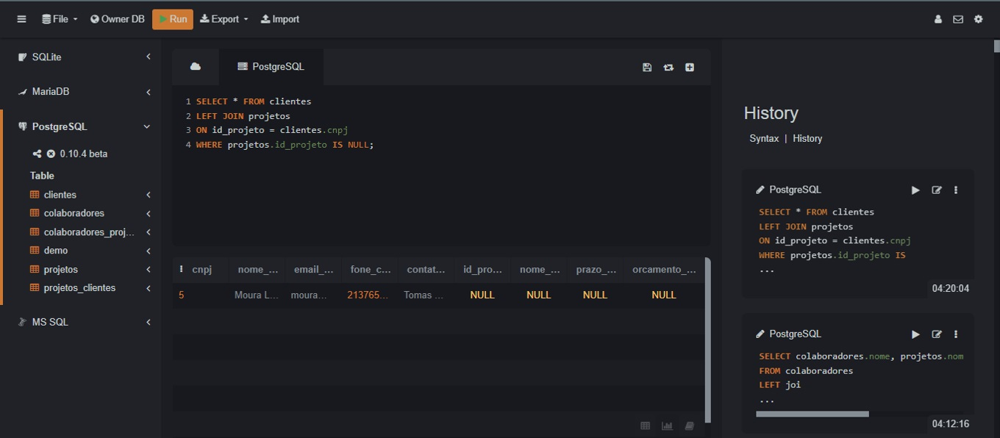 File Owner DB Run Export Import
SQLite
MariaDB
PostgreSQL
0.10.4 beta
Table
clientes
colaboradores
colaboradores_proj...
demo
projetos
projetos_clientes
MS SQL
PostgreSQL
1 SELECT * FROM clientes
2 LEFT JOIN projetos
3 ON id_projeto = clientes.cnpj
4 WHERE projetos.id_projeto IS NULL;
cnpj nome_... email_... fone_c... contat... id_pro... nome_... prazo_... orcamento_...
5 Moura L... moura... 213765... Tomas ... NULL NULL NULL NULL
History
Syntax | History
PostgreSQL
SELECT * FROM clientes
LEFT JOIN projetos
ON id_projeto = clientes.cnpj
WHERE projetos.id_projeto IS
...
04:20:04
PostgreSQL
SELECT colaboradores.nome, projetos.nom
FROM colaboradores
LEFT joi
...
04:12:16